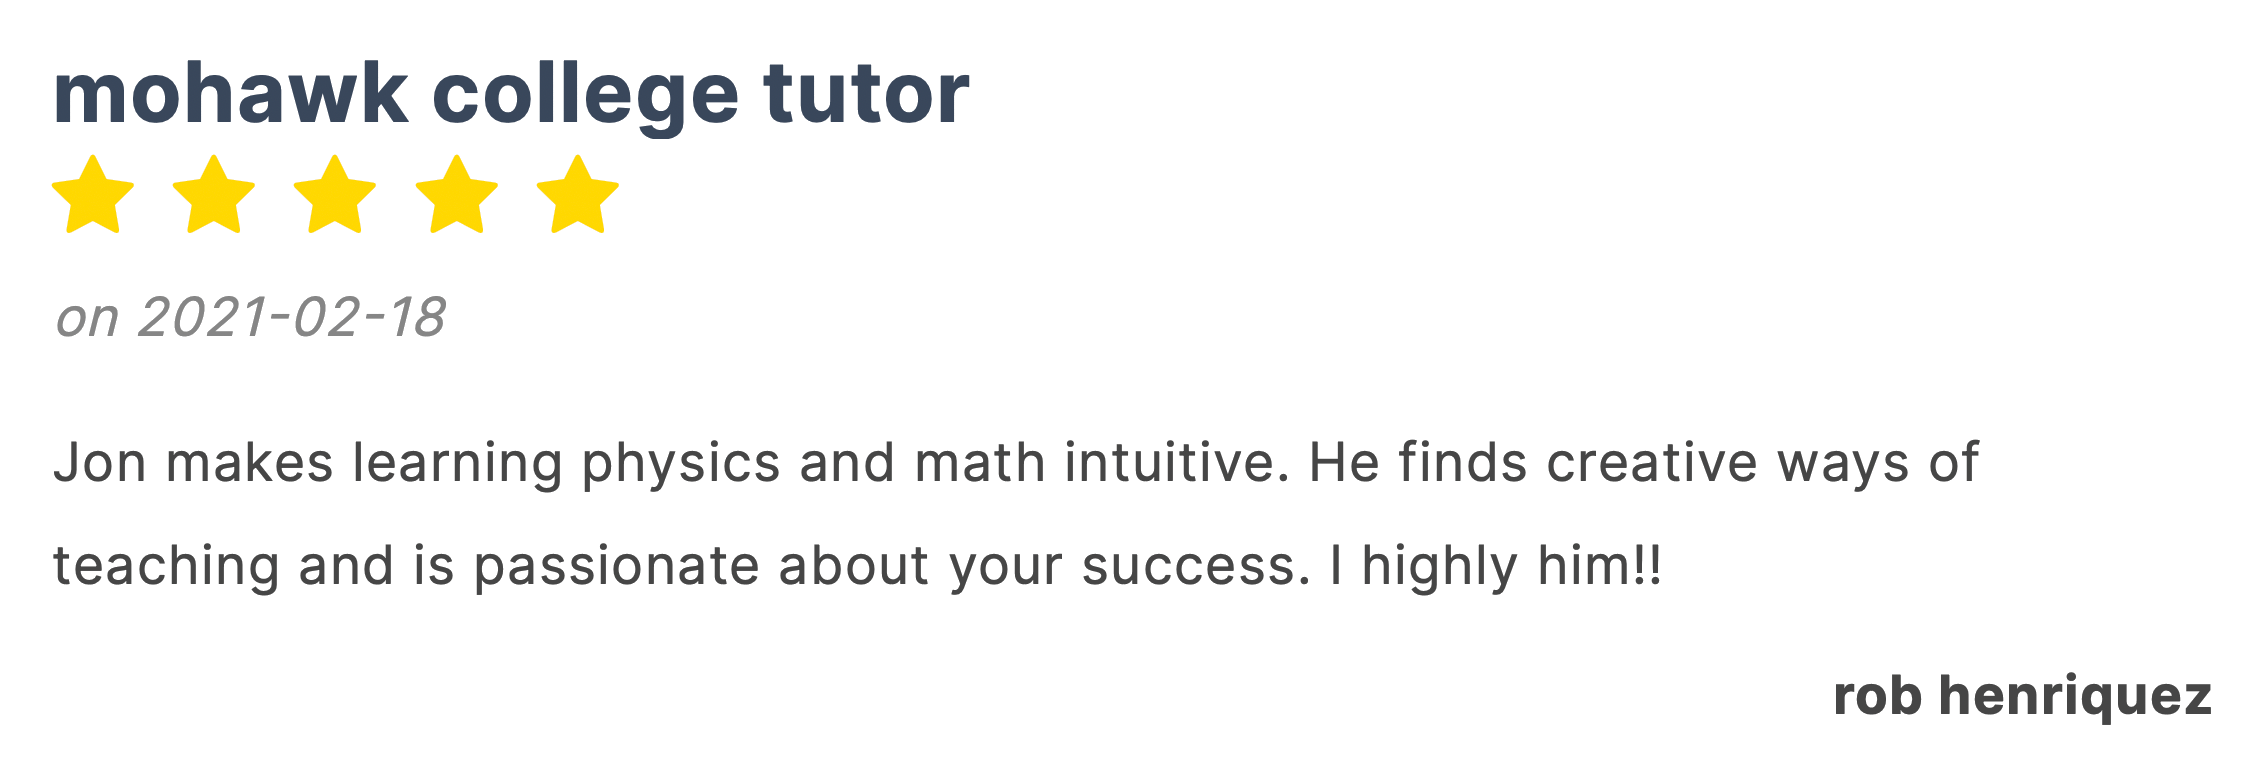 mohawk college tutor
on 2021-02-18
Jon makes learning physics and math intuitive. He finds creative ways of
teaching and is passionate about your success. I highly him!!
rob henriquez